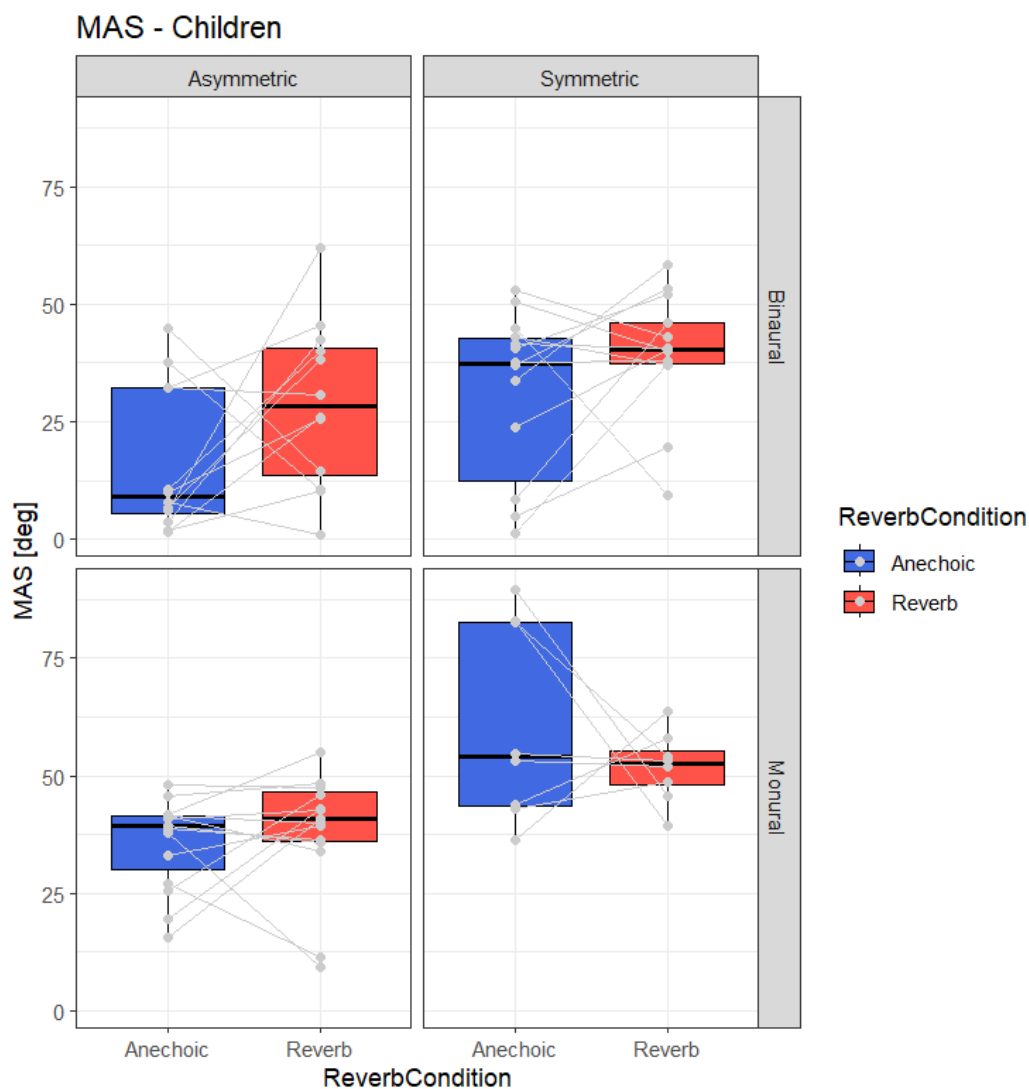 MAS - Children
Asymmetric
Symmetric
75
50
25
0
Binaural
75
50
25
0
Monural
MAS [deg]
Anechoic
Reverb
Anechoic
Reverb
ReverbCondition
ReverbCondition
Anechoic
Reverb